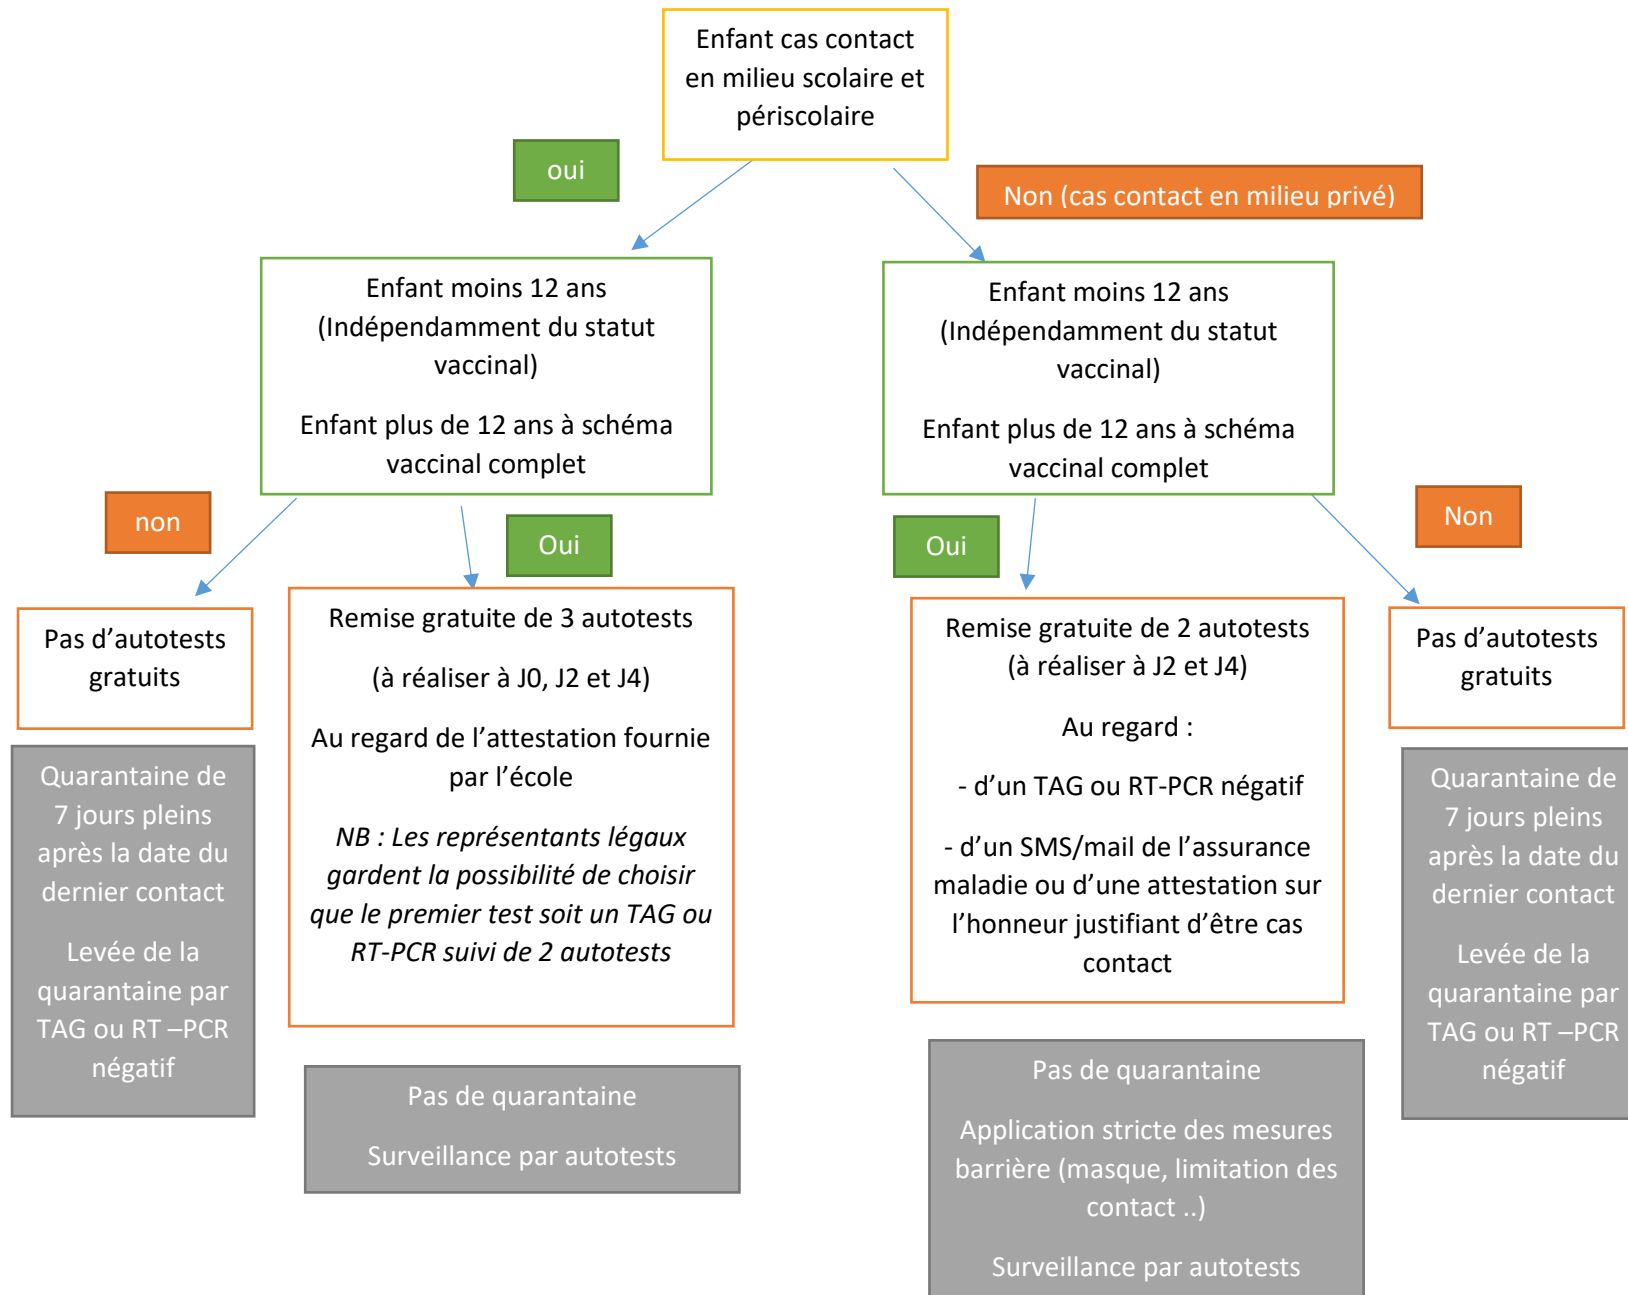 Enfant cas contact
en milieu scolaire et
périscolaire
oui
Non (cas contact en milieu privé)
Enfant moins 12 ans
(Indépendamment du statut
vaccinal)
Enfant plus de 12 ans à schéma
vaccinal complet
Enfant moins 12 ans
(Indépendamment du statut
vaccinal)
Enfant plus de 12 ans à schéma
vaccinal complet
non
Oui
Oui
Non
Pas d’autotests
gratuits
Quarantaine de
7 jours pleins
après la date du
dernier contact
Levée de la
quarantaine par
TAG ou RT –PCR
négatif
Remise gratuite de 3 autotests
(à réaliser à J0, J2 et J4)
Au regard de l’attestation fournie
par l’école
NB : Les représentants légaux
gardent la possibilité de choisir
que le premier test soit un TAG ou
RT-PCR suivi de 2 autotests
Pas de quarantaine
Surveillance par autotests
Remise gratuite de 2 autotests
(à réaliser à J2 et J4)
Au regard :
- d’un TAG ou RT-PCR négatif
- d’un SMS/mail de l’assurance
maladie ou d’une attestation sur
l’honneur justifiant d’être cas
contact
Pas de quarantaine
Application stricte des mesures
barrière (masque, limitation des
contact ..)
Surveillance par autotests
Pas d’autotests
gratuits
Quarantaine de
7 jours pleins
après la date du
dernier contact
Levée de la
quarantaine par
TAG ou RT –PCR
négatif